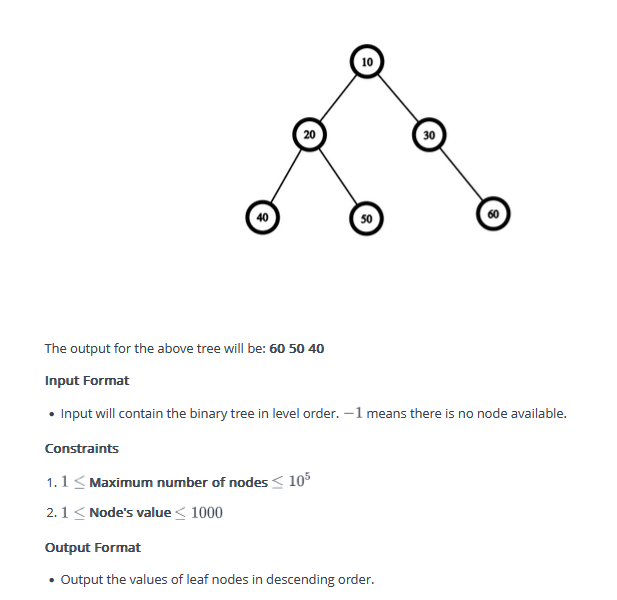 10
20
30
40
50
60
The output for the above tree will be: 60 50 40
Input Format
• Input will contain the binary tree in level order. −1 means there is no node available.
Constraints
1. 1 ≤ Maximum number of nodes ≤ 10⁵
2. 1 ≤ Node's value ≤ 1000
Output Format
• Output the values of leaf nodes in descending order.